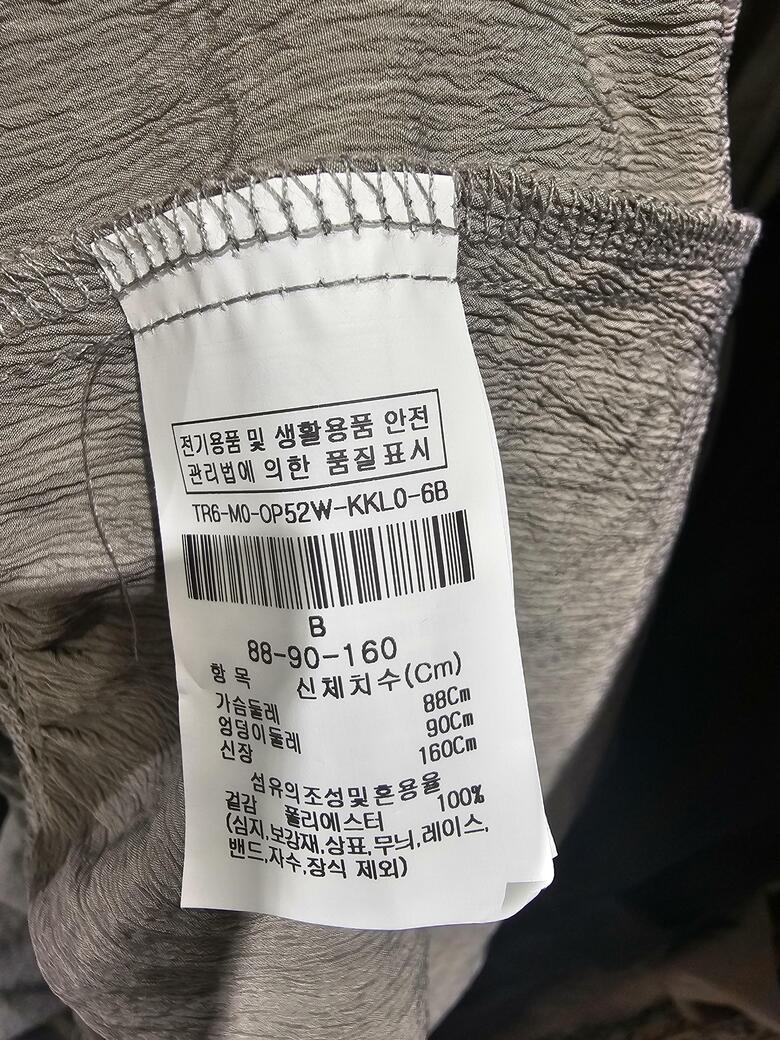 전기용품 및 생활용품 안전
관리법에 의한 품질표시
TR6-M0-OP52W-KKL0-6B
B
88-90-160
항 목 신체치수(Cm)
가슴둘레 88Cm
엉덩이둘레 90Cm
신장 160Cm
섬유의조성및혼용율
겉감 폴리에스터 100%
(심지,보강재,상표,무늬,레이스,
밴드,자수,장식 제외)